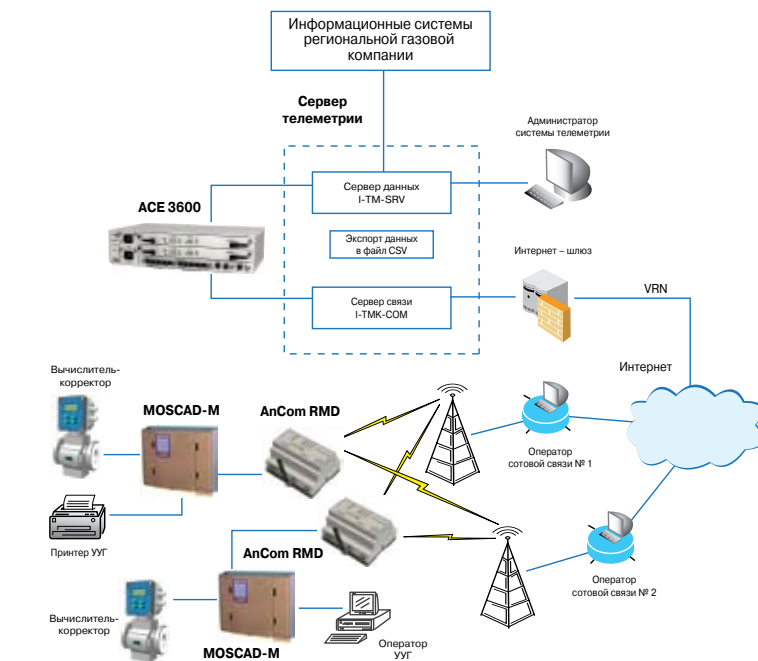 Информационные системы
региональной газовой
компании
Сервер
телеметрии
Администратор
системы телеметрии
Сервер данных
I-TM-SRV
ACE 3600
Экспорт данных
в файл CSV
Интернет – шлюз
Сервер связи
I-TMK-COM
VRN
Интернет
Вычислитель-
корректор
MOSCAD-M
AnCom RMD
Оператор
сотовой связи № 1
Принтер УУГ
AnCom RMD
Оператор
сотовой связи № 2
Вычислитель-
корректор
MOSCAD-M
Оператор
УУГ